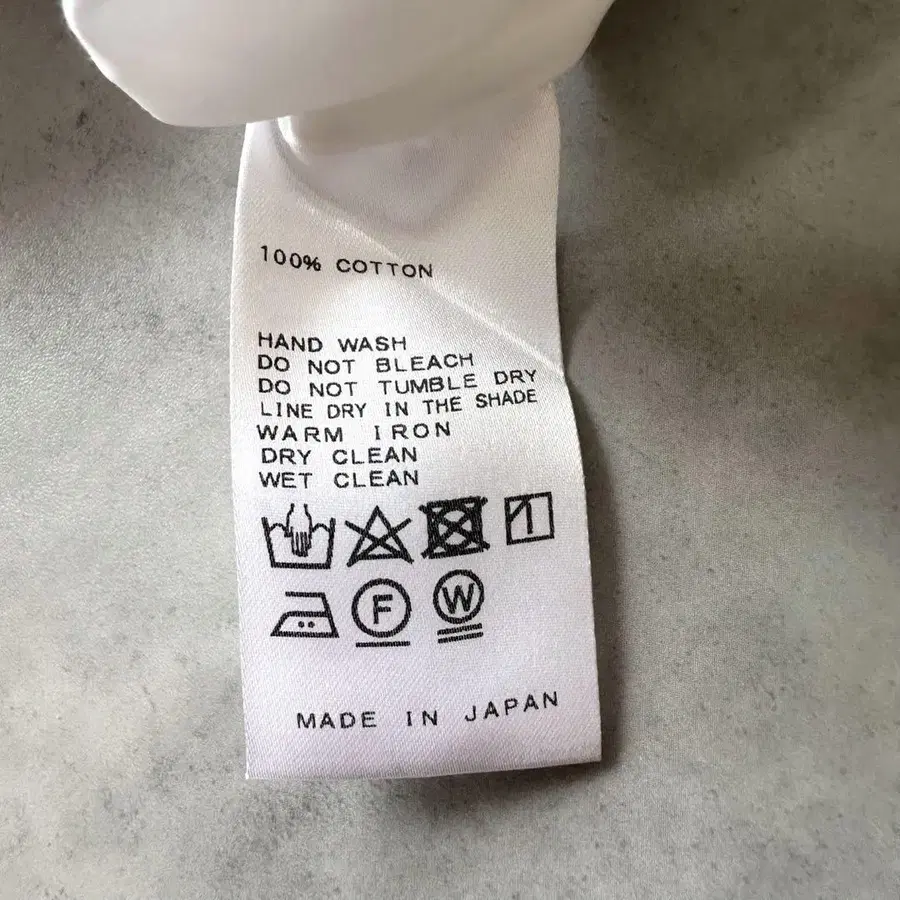 100% COTTON
HAND WASH
DO NOT BLEACH
DO NOT TUMBLE DRY
LINE DRY IN THE SHADE
WARM IRON
DRY CLEAN
WET CLEAN
F W
MADE IN JAPAN